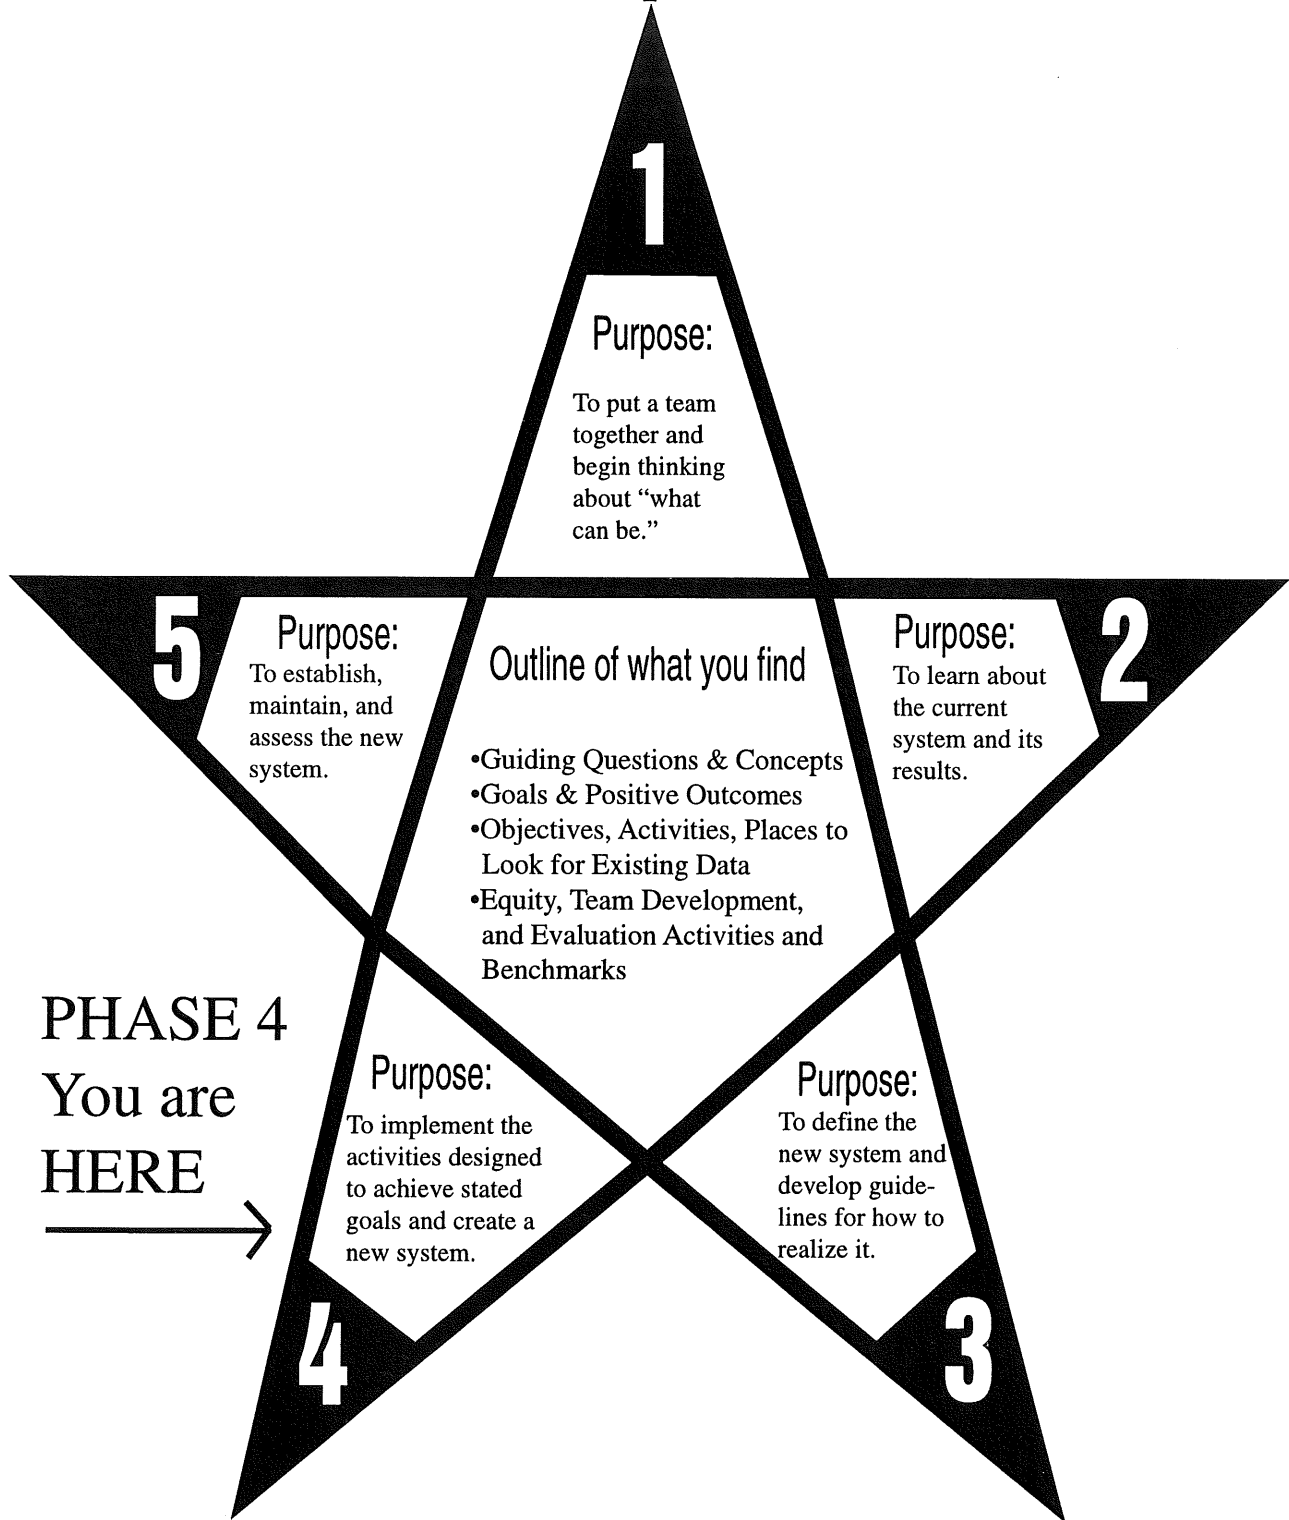 1
Purpose:
To put a team
together and
begin thinking
about “what
can be.”
5
Purpose:
To establish,
maintain, and
assess the new
system.
Outline of what you find
•Guiding Questions & Concepts
•Goals & Positive Outcomes
•Objectives, Activities, Places to
Look for Existing Data
•Equity, Team Development,
and Evaluation Activities and
Benchmarks
2
Purpose:
To learn about
the current
system and its
results.
PHASE 4
You are
HERE
Purpose:
To implement the
activities designed
to achieve stated
goals and create a
new system.
4
Purpose:
To define the
new system and
develop guide-
lines for how to
realize it.
3